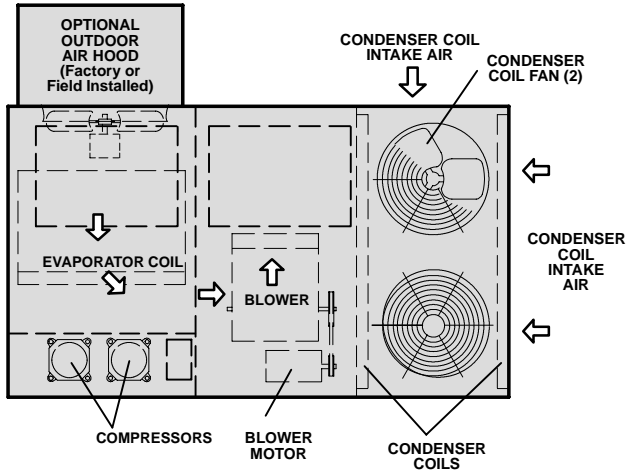 OPTIONAL
OUTDOOR
AIR HOOD
(Factory or
Field Installed)
CONDENSER COIL
INTAKE AIR
CONDENSER
COIL FAN (2)
EVAPORATOR COIL
BLOWER
CONDENSER
COIL
INTAKE
AIR
COMPRESSORS
BLOWER
MOTOR
CONDENSER
COILS